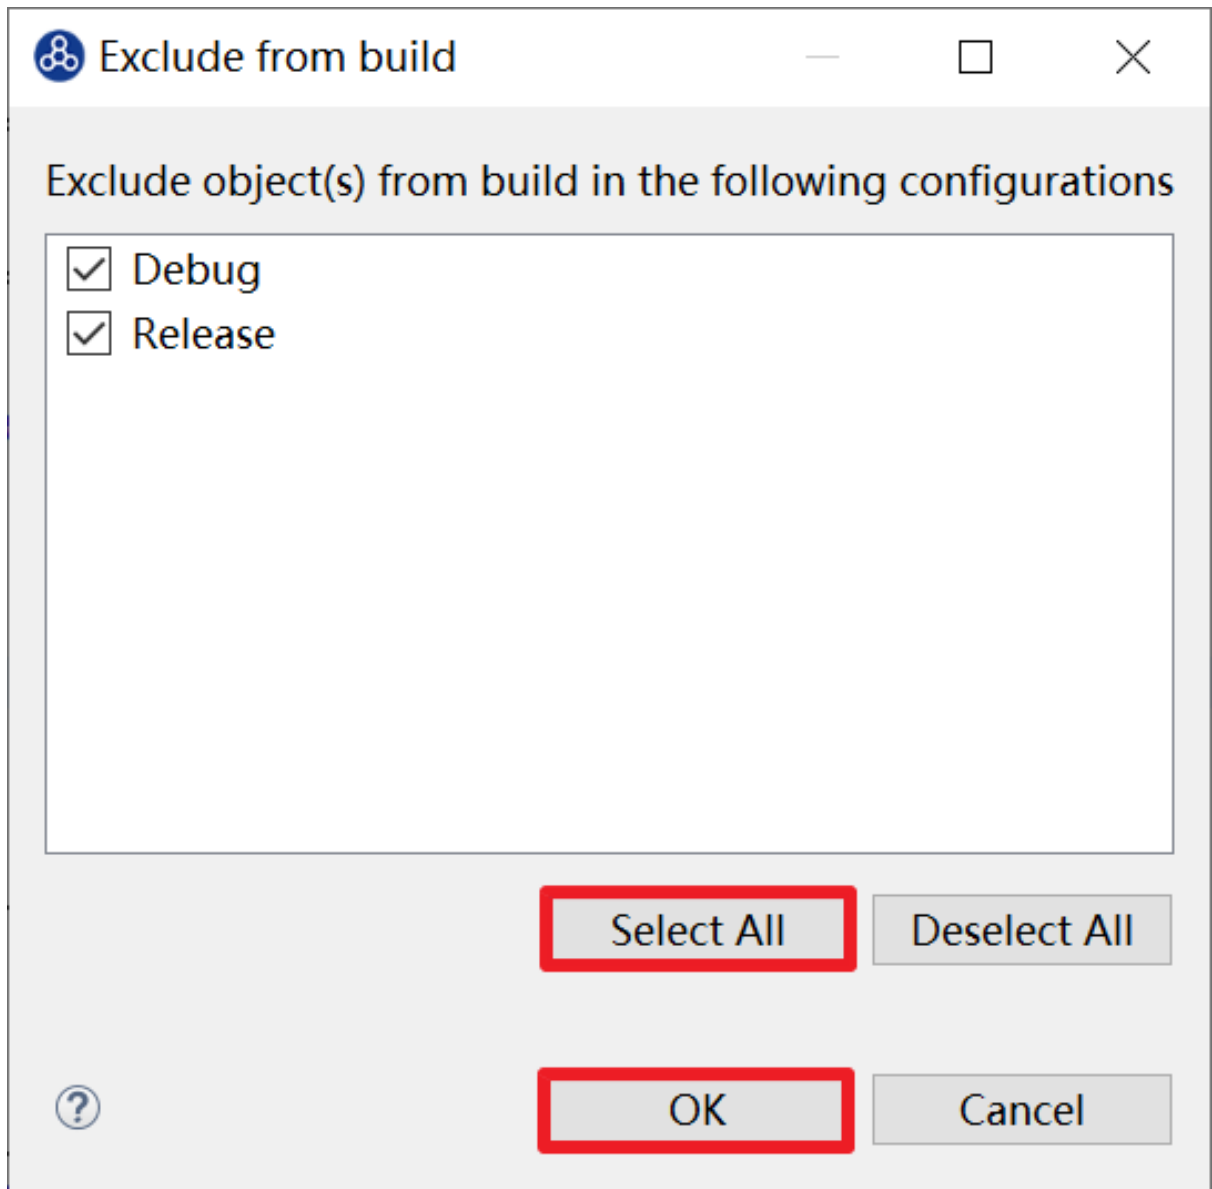 Exclude from build
Exclude object(s) from build in the following configurations
Debug
Release
Select All
Deselect All
?
OK
Cancel